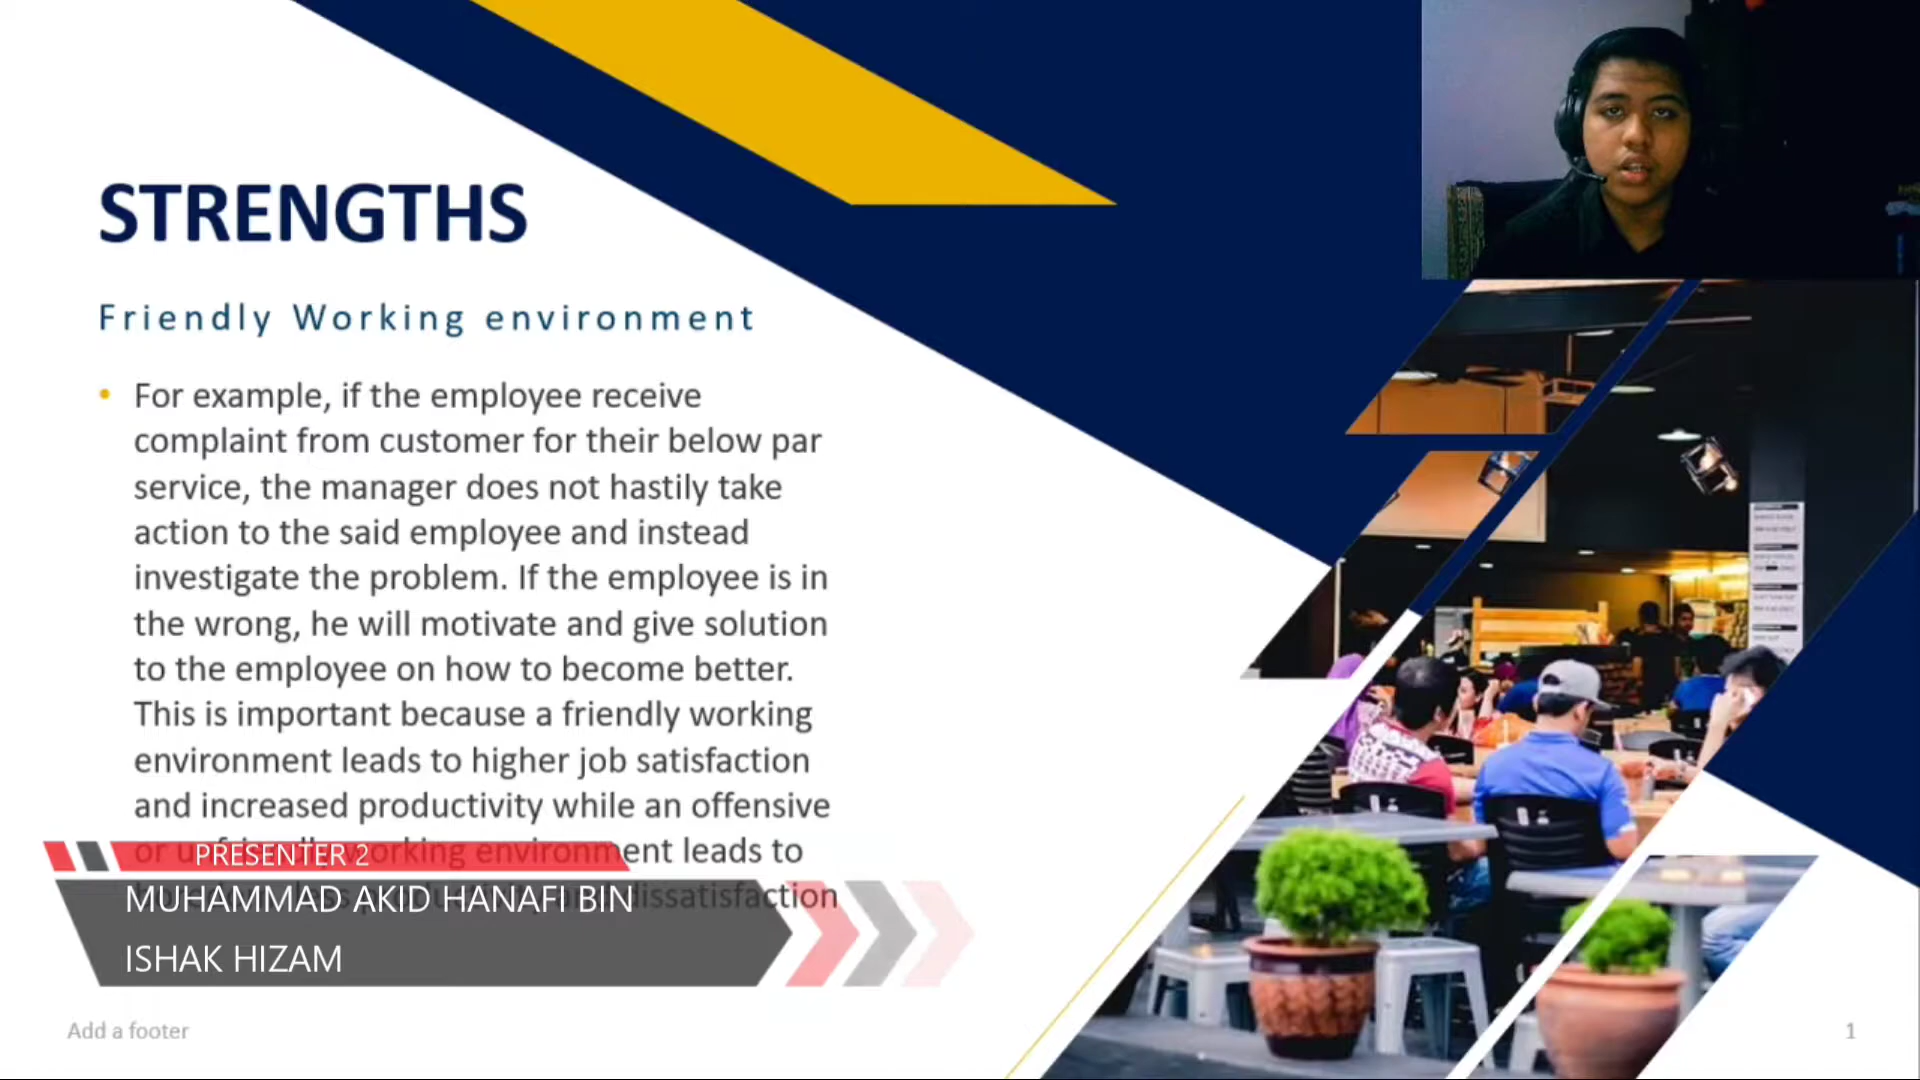 STRENGTHS
Friendly Working environment
• For example, if the employee receive
complaint from customer for their below par
service, the manager does not hastily take
action to the said employee and instead
investigate the problem. If the employee is in
the wrong, he will motivate and give solution
to the employee on how to become better.
This is important because a friendly working
environment leads to higher job satisfaction
and increased productivity while an offensive
or unfriendly working environment leads to
dissatisfaction
PRESENTER 2
MUHAMMAD AKID HANAFI BIN
ISHAK HIZAM
Add a footer
1